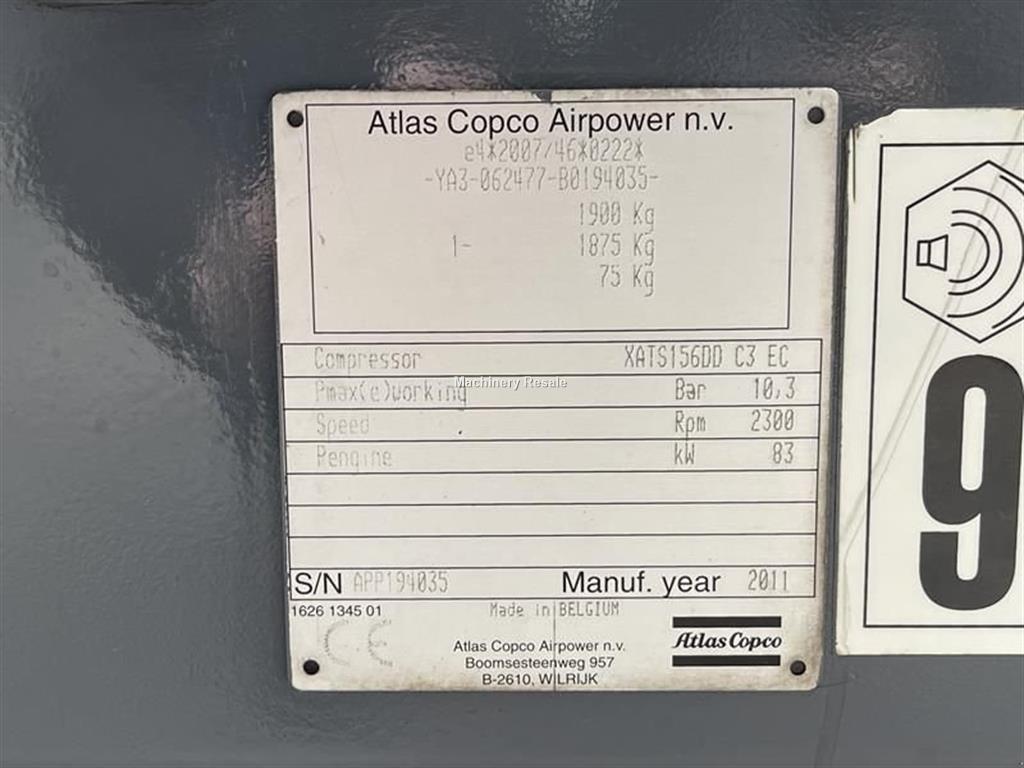 Atlas Copco Airpower n.v.
e4*2007/46*0222*
-YA3-062477-B0194035-
1900 Kg
1- 1875 Kg
75 Kg
Compressor XATS156DD C3 EC
Pmax(e)working Bar 10,3
Machinery Resale
Speed Rpm 2300
Pengine kW 83
S/N APP194035 Manuf. year 2011
1626 1345 01 Made in BELGIUM
CE
Atlas Copco Airpower n.v.
Boomsesteenweg 957
B-2610, WILRIJK
Atlas Copco
9